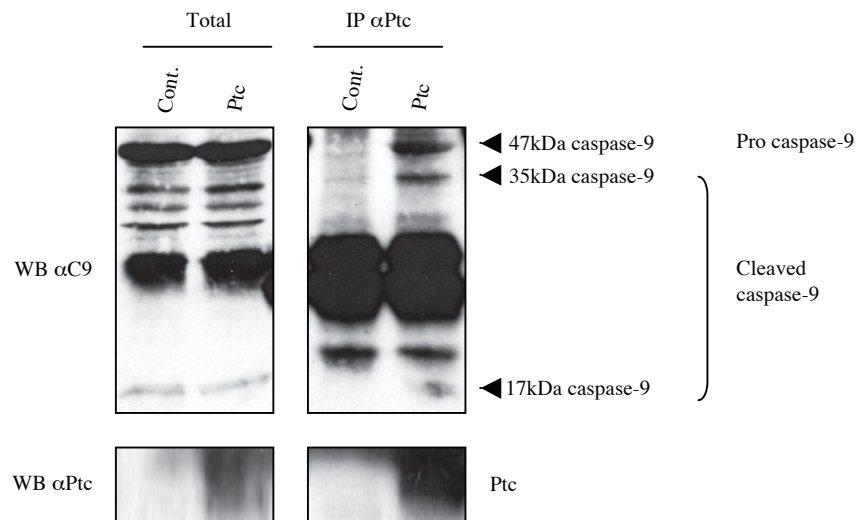 Total
IP αPtc
Cont.
Ptc
Cont.
Ptc
47kDa caspase-9
Pro caspase-9
35kDa caspase-9
WB αC9
Cleaved
caspase-9
17kDa caspase-9
WB αPtc
Ptc